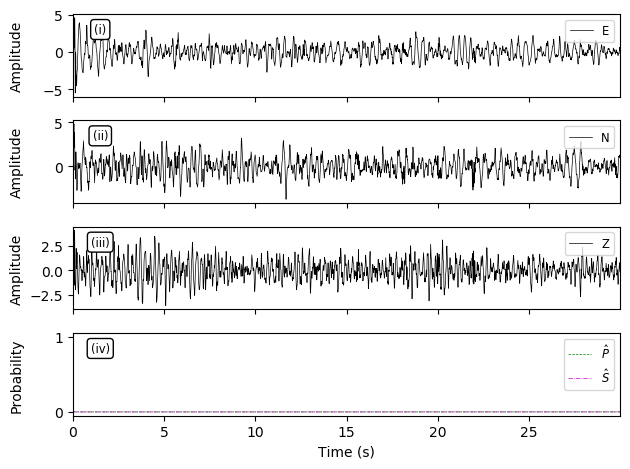 5
0
−5
Amplitude
(i)
E
5
0
Amplitude
(ii)
N
2.5
0.0
−2.5
Amplitude
(iii)
Z
1
0
Probability
(iv)
P̂
Ŝ
0 5 10 15 20 25
Time (s)